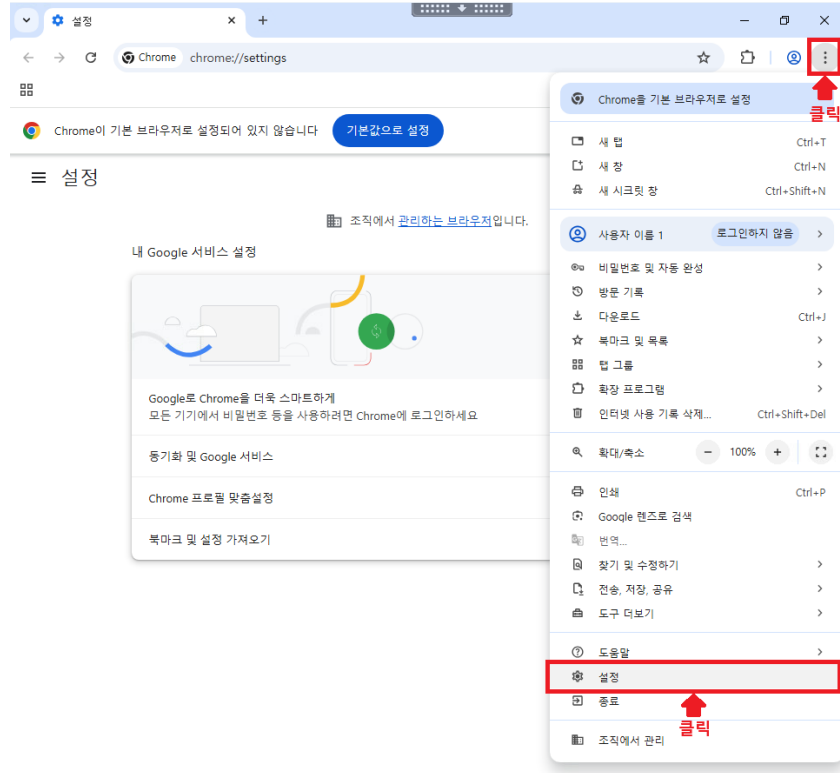 설정
Chrome
chrome://settings
Chrome이 기본 브라우저로 설정되어 있지 않습니다
기본값으로 설정
설정
조직에서 관리하는 브라우저입니다.
내 Google 서비스 설정
Google로 Chrome을 더욱 스마트하게
모든 기기에서 비밀번호 등을 사용하려면 Chrome에 로그인하세요
동기화 및 Google 서비스
Chrome 프로필 맞춤설정
북마크 및 설정 가져오기
Chrome을 기본 브라우저로 설정
클릭
새 탭 Ctrl+T
새 창 Ctrl+N
새 시크릿 창 Ctrl+Shift+N
사용자 이름 1 로그인하지 않음
비밀번호 및 자동 완성
방문 기록
다운로드 Ctrl+J
북마크 및 목록
탭 그룹
확장 프로그램
인터넷 사용 기록 삭제... Ctrl+Shift+Del
확대/축소 − 100% +
인쇄 Ctrl+P
Google 렌즈로 검색
번역...
찾기 및 수정하기
전송, 저장, 공유
도구 더보기
도움말
설정
종료
클릭
조직에서 관리